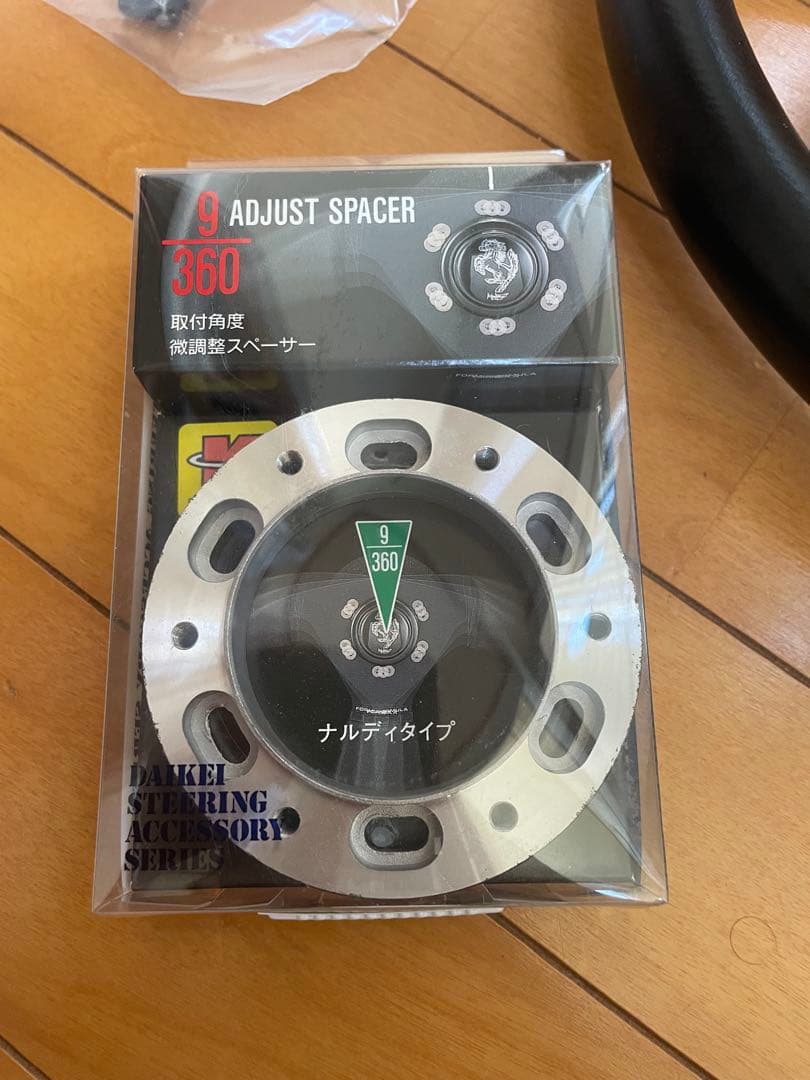 9
360
ADJUST SPACER
取付角度
微調整スペーサー
9
360
ナルディタイプ
DAIKEI
STEERING
ACCESSORY
SERIES